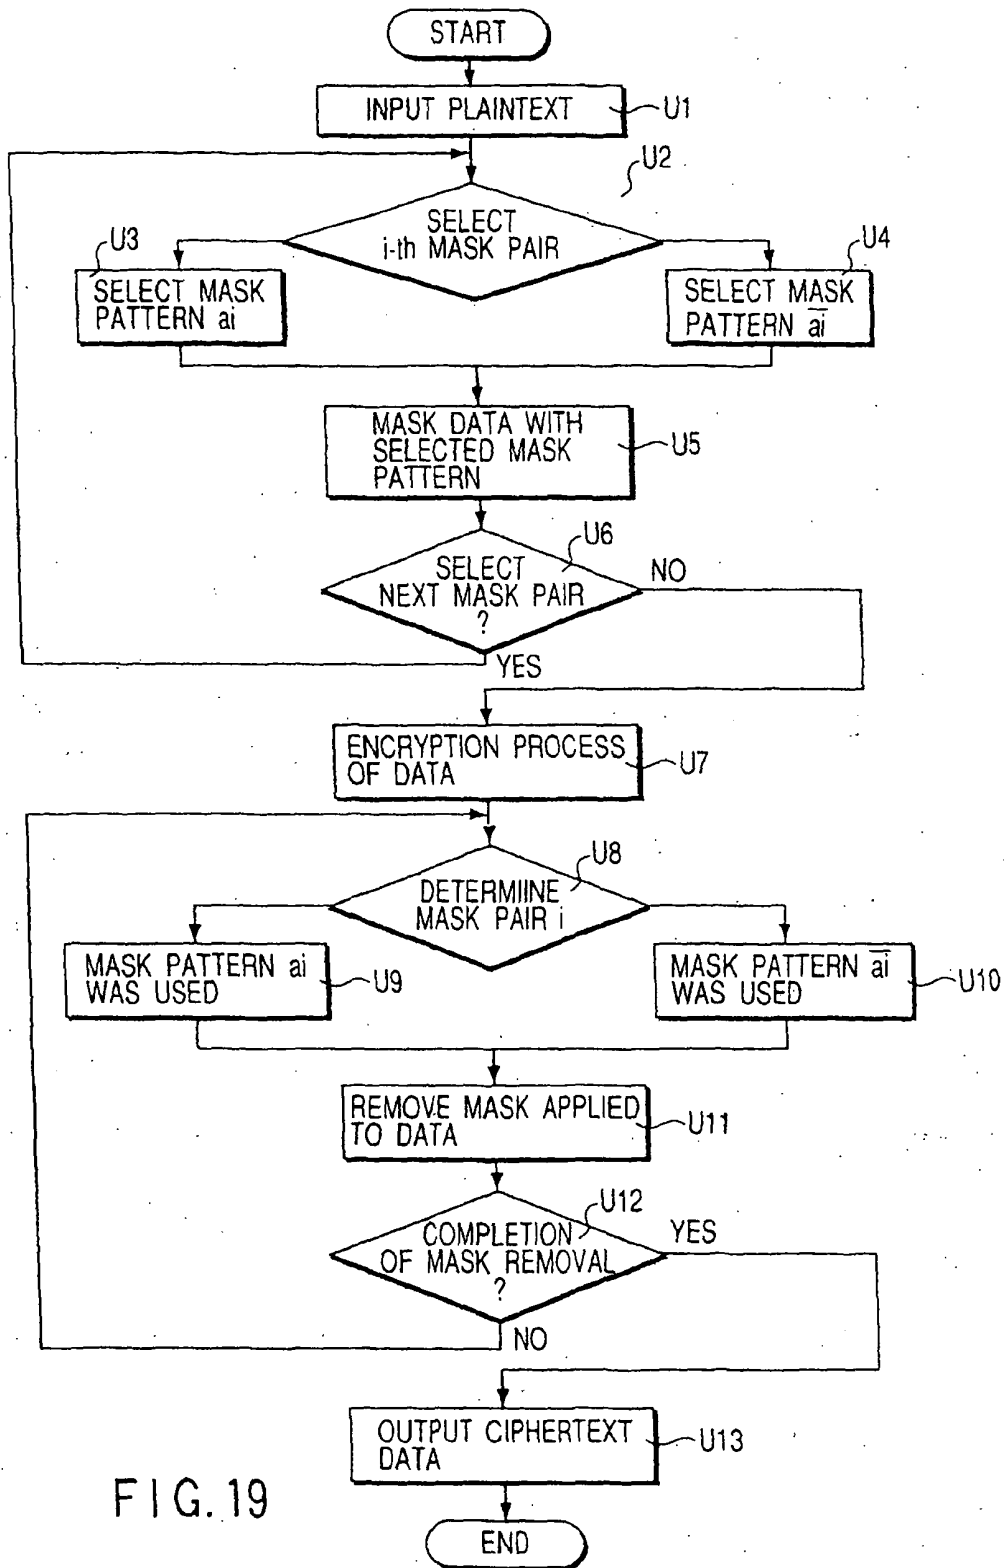 START
INPUT PLAINTEXT
U1
U2
SELECT
i-th MASK PAIR
U3
SELECT MASK
PATTERN ai
U4
SELECT MASK
PATTERN a̅i̅
MASK DATA WITH
SELECTED MASK
PATTERN
U5
U6
SELECT
NEXT MASK PAIR
?
NO
YES
ENCRYPTION PROCESS
OF DATA
U7
U8
DETERMIINE
MASK PAIR i
MASK PATTERN ai
WAS USED
U9
MASK PATTERN a̅i̅
WAS USED
U10
REMOVE MASK APPLIED
TO DATA
U11
U12
COMPLETION
OF MASK REMOVAL
?
YES
NO
OUTPUT CIPHERTEXT
DATA
U13
FIG. 19
END